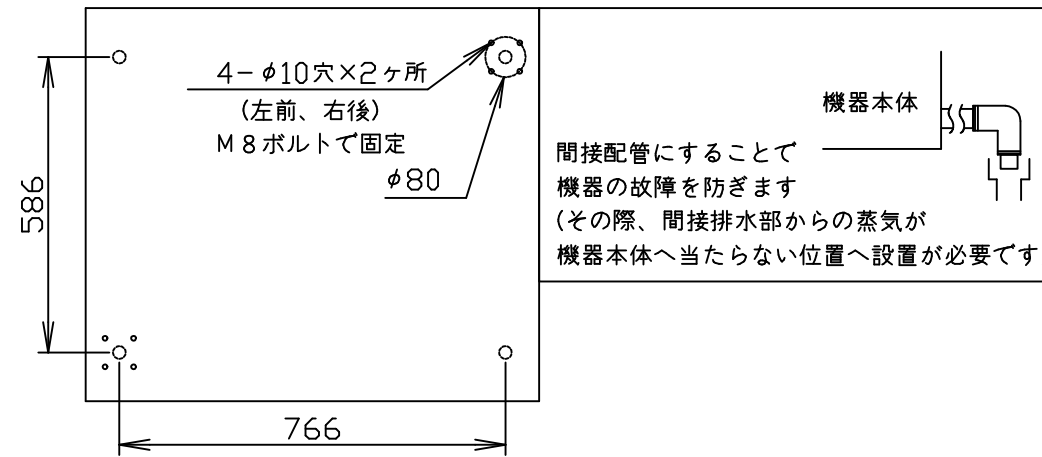 4-φ10穴×2ヶ所
(左前、右後)
M8ボルトで固定
φ80
586
766
機器本体
間接配管にすることで
機器の故障を防ぎます
(その際、間接排水部からの蒸気が
機器本体へ当たらない位置へ設置が必要です